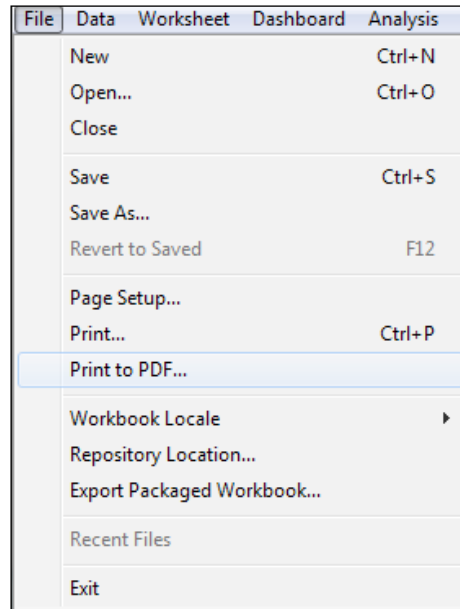 File Data Worksheet Dashboard Analysis
New Ctrl+N
Open... Ctrl+O
Close
Save Ctrl+S
Save As...
Revert to Saved F12
Page Setup...
Print... Ctrl+P
Print to PDF...
Workbook Locale
Repository Location...
Export Packaged Workbook...
Recent Files
Exit